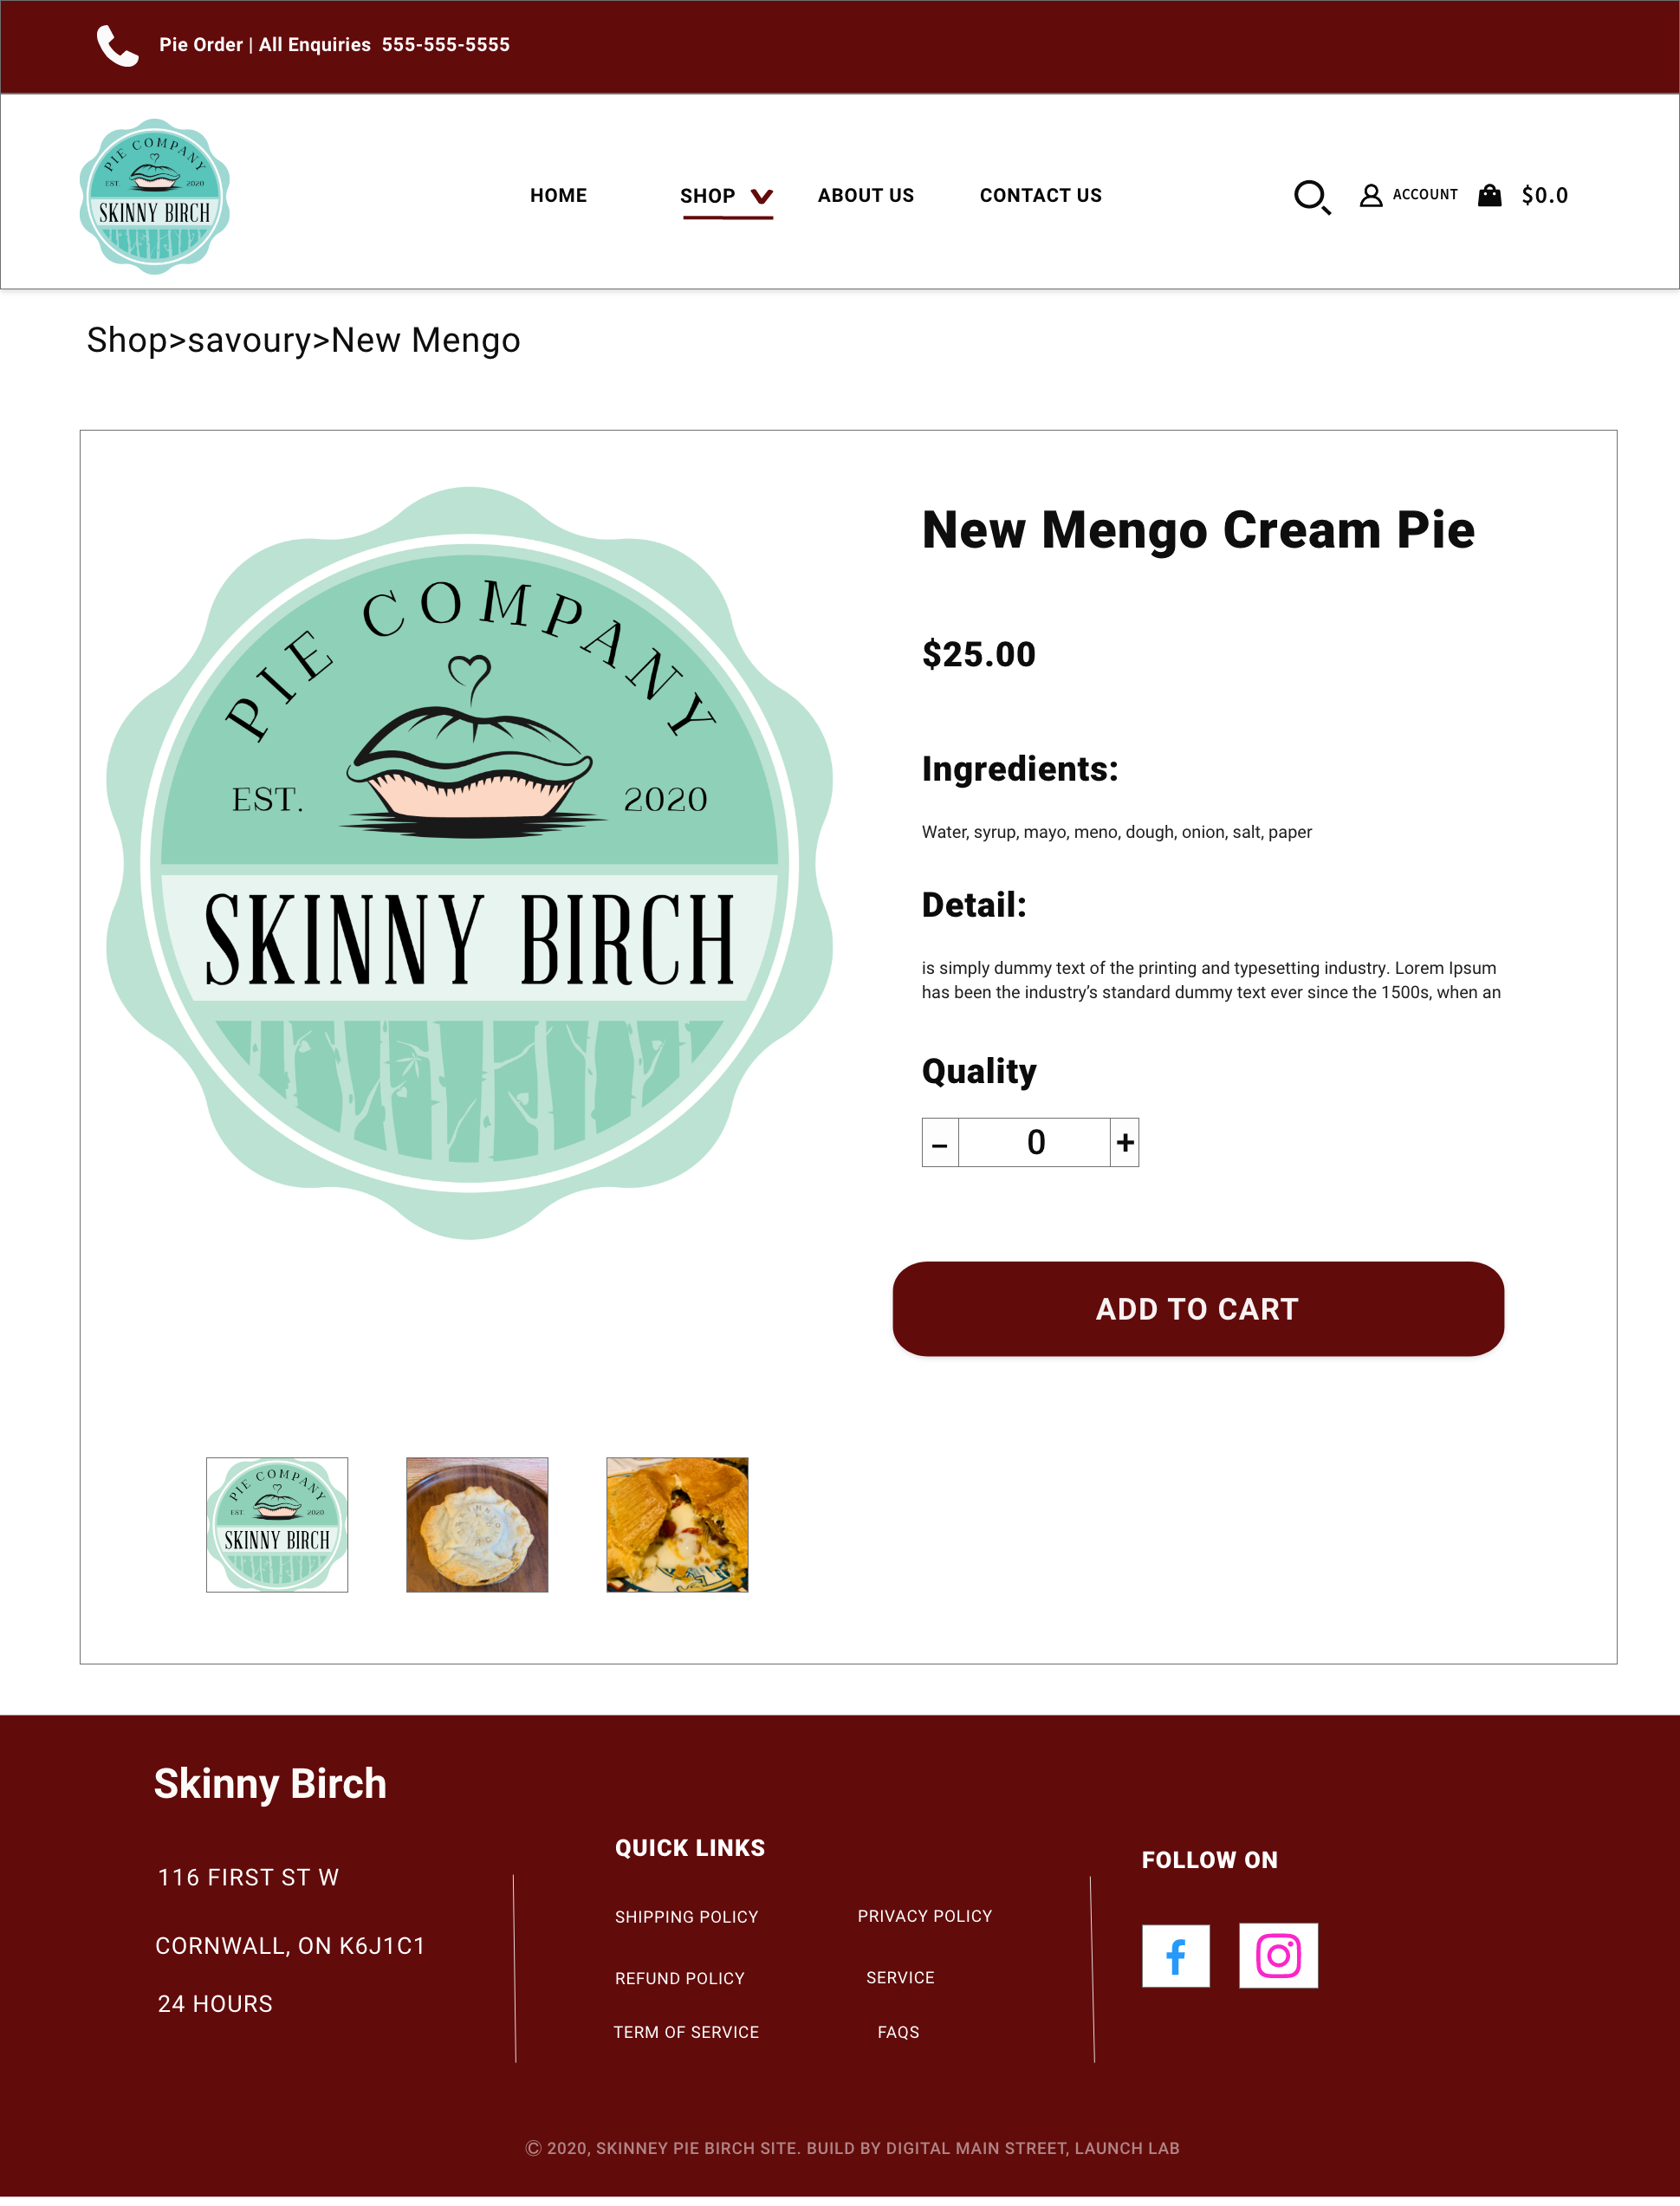 Pie Order | All Enquiries 555-555-5555
PIE COMPANY
EST. 2020
SKINNY BIRCH
HOME SHOP ABOUT US CONTACT US ACCOUNT $0.0
Shop>savoury>New Mengo
PIE COMPANY
EST. 2020
SKINNY BIRCH
New Mengo Cream Pie
$25.00
Ingredients:
Water, syrup, mayo, meno, dough, onion, salt, paper
Detail:
is simply dummy text of the printing and typesetting industry. Lorem Ipsum
has been the industry’s standard dummy text ever since the 1500s, when an
Quality
– 0 +
ADD TO CART
PIE COMPANY
EST. 2020
SKINNY BIRCH
Skinny Birch
116 FIRST ST W
CORNWALL, ON K6J1C1
24 HOURS
QUICK LINKS
SHIPPING POLICY PRIVACY POLICY
REFUND POLICY SERVICE
TERM OF SERVICE FAQS
FOLLOW ON
© 2020, SKINNEY PIE BIRCH SITE. BUILD BY DIGITAL MAIN STREET, LAUNCH LAB